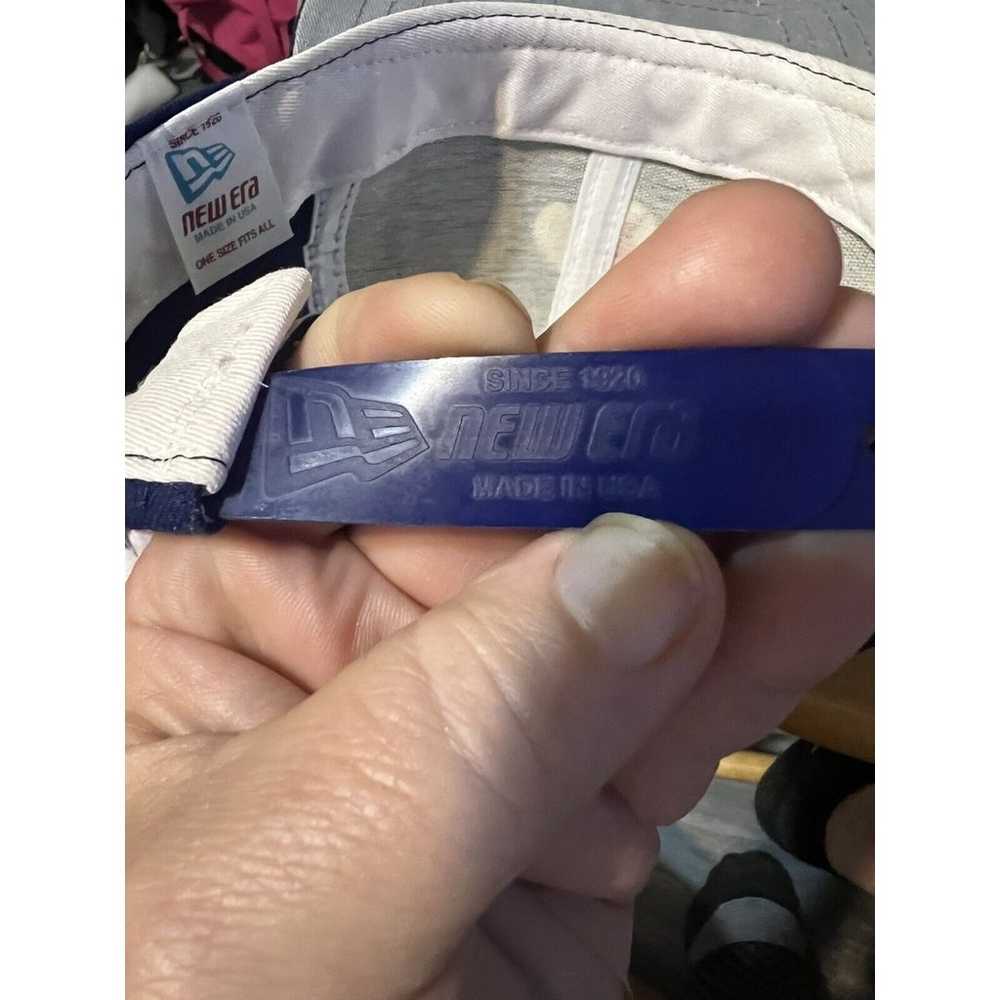 SINCE 1920
NEW ERA
MADE IN USA
ONE SIZE FITS ALL
SINCE 1920
NEW ERA
MADE IN USA